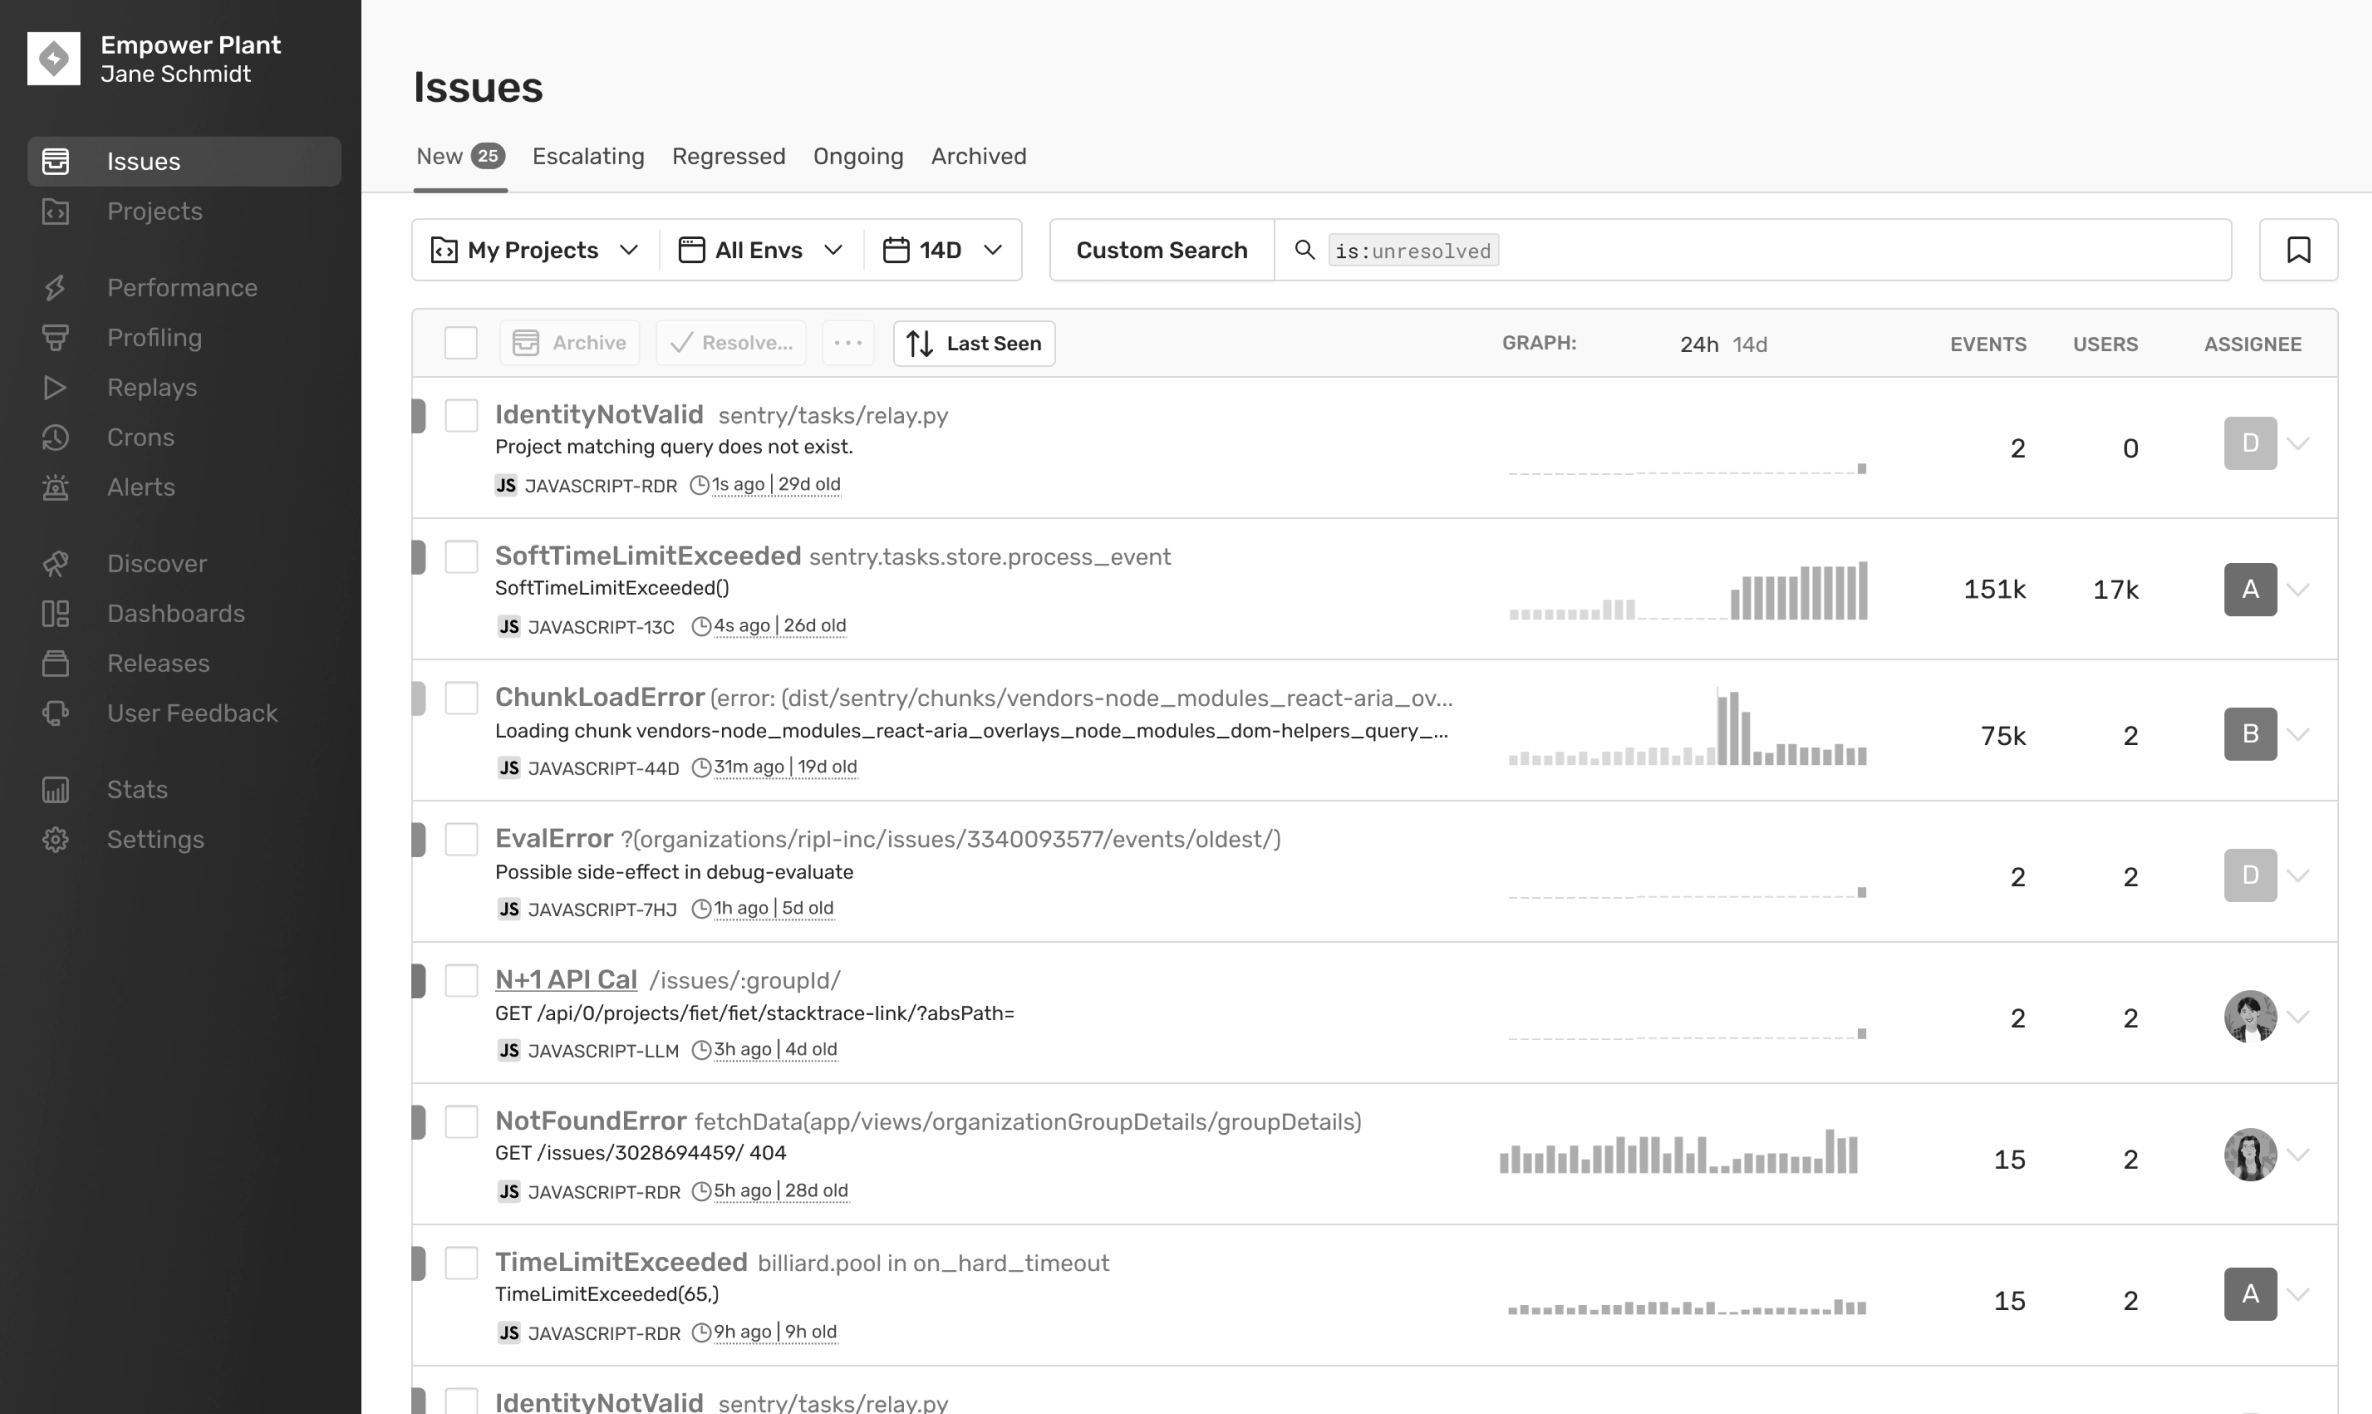 Empower Plant
Jane Schmidt
Issues
Projects
Performance
Profiling
Replays
Crons
Alerts
Discover
Dashboards
Releases
User Feedback
Stats
Settings
Issues
New 25 Escalating Regressed Ongoing Archived
My Projects All Envs 14D Custom Search is:unresolved
Archive Resolve... ... Last Seen GRAPH: 24h 14d EVENTS USERS ASSIGNEE
IdentityNotValid sentry/tasks/relay.py
Project matching query does not exist.
JS JAVASCRIPT-RDR 1s ago | 29d old
2 0 D
SoftTimeLimitExceeded sentry.tasks.store.process_event
SoftTimeLimitExceeded()
JS JAVASCRIPT-13C 4s ago | 26d old
151k 17k A
ChunkLoadError (error: (dist/sentry/chunks/vendors-node_modules_react-aria_ov...
Loading chunk vendors-node_modules_react-aria_overlays_node_modules_dom-helpers_query_...
JS JAVASCRIPT-44D 31m ago | 19d old
75k 2 B
EvalError ?(organizations/ripl-inc/issues/3340093577/events/oldest/)
Possible side-effect in debug-evaluate
JS JAVASCRIPT-7HJ 1h ago | 5d old
2 2 D
N+1 API Cal /issues/:groupId/
GET /api/0/projects/fiet/fiet/stacktrace-link/?absPath=
JS JAVASCRIPT-LLM 3h ago | 4d old
2 2
NotFoundError fetchData(app/views/organizationGroupDetails/groupDetails)
GET /issues/3028694459/ 404
JS JAVASCRIPT-RDR 5h ago | 28d old
15 2
TimeLimitExceeded billiard.pool in on_hard_timeout
TimeLimitExceeded(65,)
JS JAVASCRIPT-RDR 9h ago | 9h old
15 2 A
IdentityNotValid sentry/tasks/relay.py